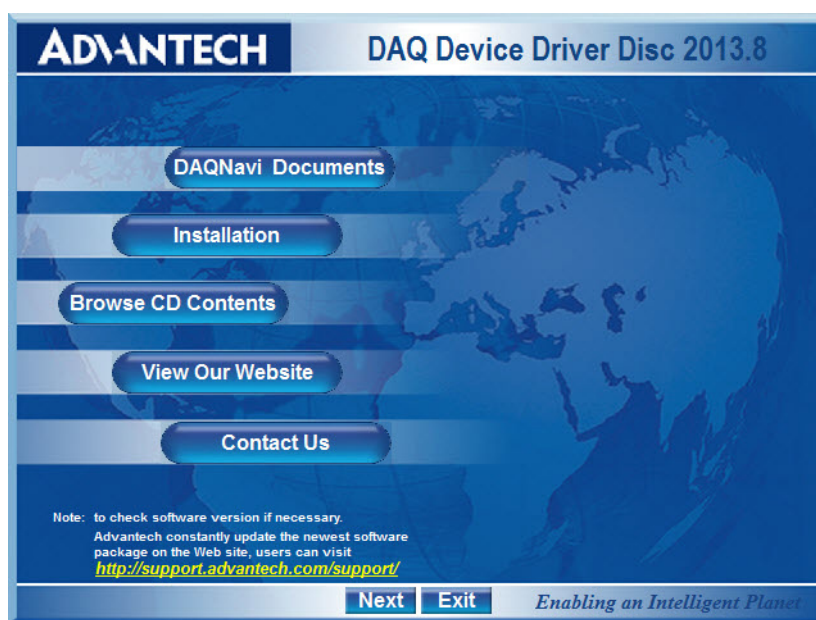 ADVANTECH
DAQ Device Driver Disc 2013.8
DAQNavi Documents
Installation
Browse CD Contents
View Our Website
Contact Us
Note: to check software version if necessary.
Advantech constantly update the newest software
package on the Web site, users can visit
http://support.advantech.com/support/
Next Exit Enabling an Intelligent Planet